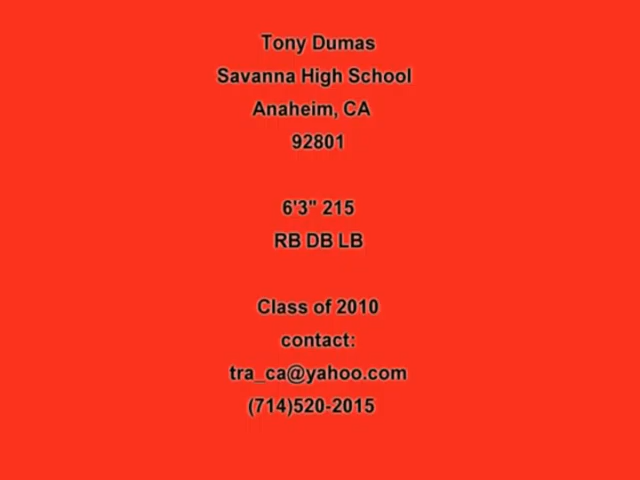 Tony Dumas
Savanna High School
Anaheim, CA
92801
6'3" 215
RB DB LB
Class of 2010
contact:
tra_ca@yahoo.com
(714)520-2015